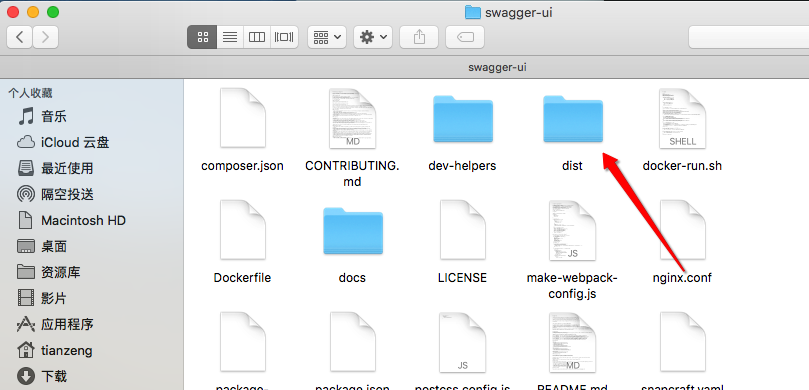 swagger-ui
swagger-ui
个人收藏
音乐
iCloud 云盘
最近使用
隔空投送
Macintosh HD
桌面
资源库
影片
应用程序
tianzeng
下载
composer.json
MD
CONTRIBUTING.
md
dev-helpers
dist
SHELL
docker-run.sh
Dockerfile
docs
LICENSE
JS
make-webpack-
config.js
nginx.conf
package-
package.json
JS
postcss.config.js
MD
README.md
snapcraft.yaml